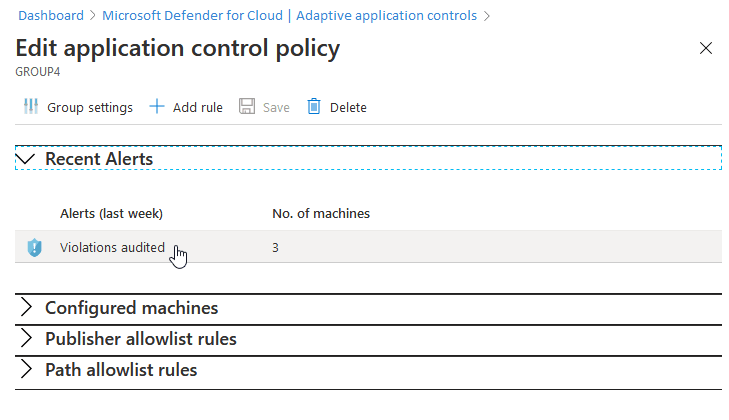 Dashboard > Microsoft Defender for Cloud | Adaptive application controls >
Edit application control policy
GROUP4
Group settings Add rule Save Delete
Recent Alerts
Alerts (last week) No. of machines
Violations audited 3
Configured machines
Publisher allowlist rules
Path allowlist rules